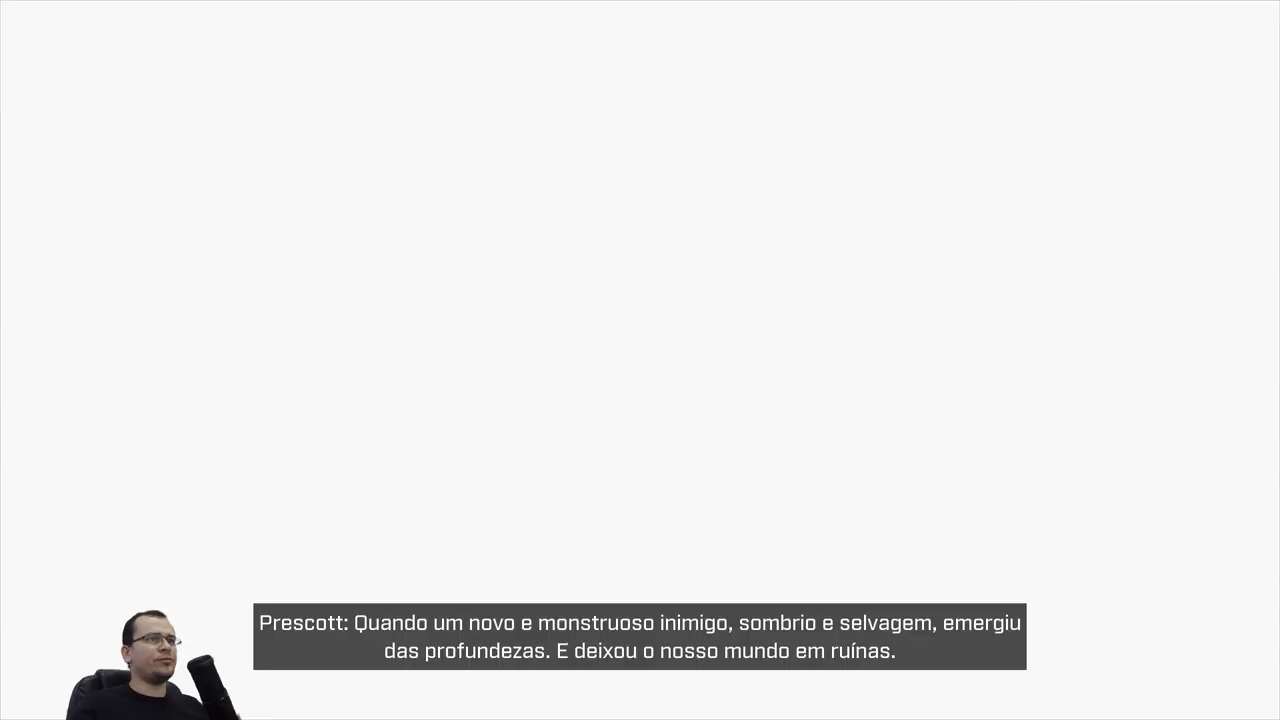 Prescott: Quando um novo e monstruoso inimigo, sombrio e selvagem, emergiu
das profundezas. E deixou o nosso mundo em ruínas.